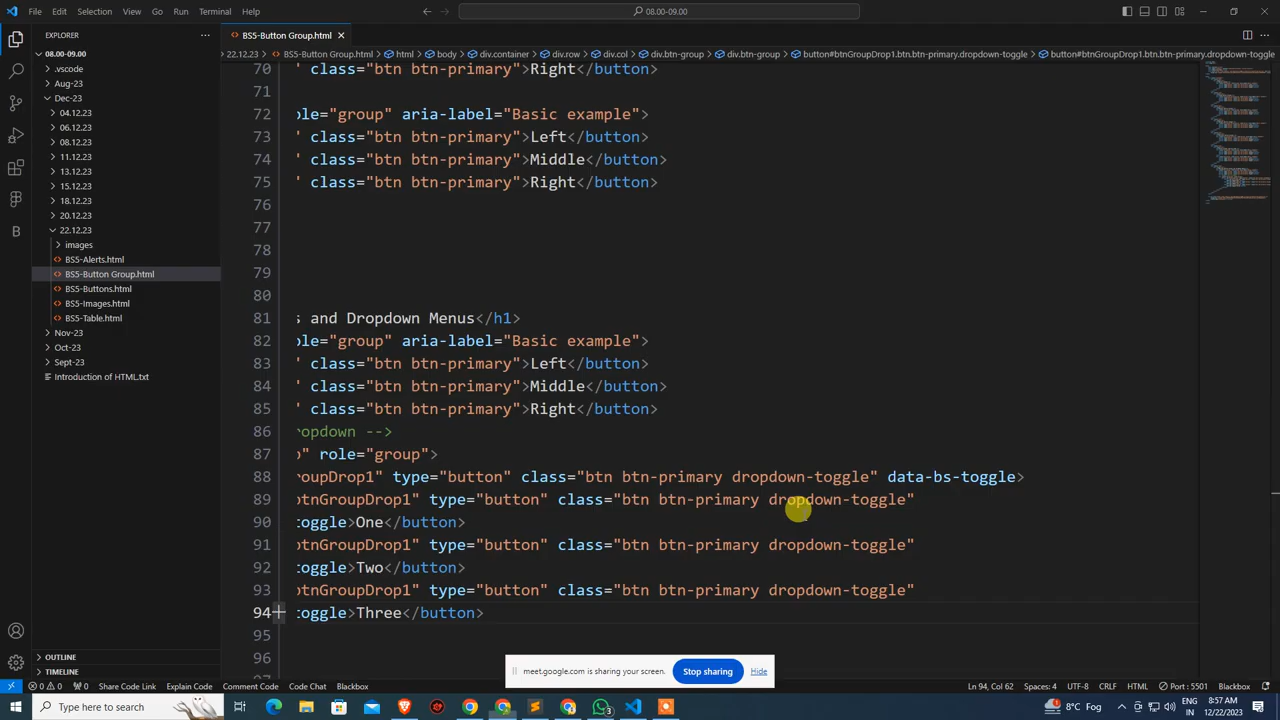 File Edit Selection View Go Run Terminal Help
08.00-09.00
EXPLORER
BS5-Button Group.html
08.00-09.00
22.12.23 > BS5-Button Group.html > html > body > div.container > div.row > div.col > div.btn-group > div.btn-group > button#btnGroupDrop1.btn.btn-primary.dropdown-toggle > button#btnGroupDrop1.btn.btn-primary.dropdown-toggle
.vscode
Aug-23
Dec-23
04.12.23
06.12.23
08.12.23
11.12.23
13.12.23
15.12.23
18.12.23
20.12.23
22.12.23
images
BS5-Alerts.html
BS5-Button Group.html
BS5-Buttons.html
BS5-Images.html
BS5-Table.html
Nov-23
Oct-23
Sept-23
Introduction of HTML.txt
70 " class="btn btn-primary">Right</button>
71
72 ole="group" aria-label="Basic example">
73 " class="btn btn-primary">Left</button>
74 " class="btn btn-primary">Middle</button>
75 " class="btn btn-primary">Right</button>
76
77
78
79
80
81 s and Dropdown Menus</h1>
82 ole="group" aria-label="Basic example">
83 " class="btn btn-primary">Left</button>
84 " class="btn btn-primary">Middle</button>
85 " class="btn btn-primary">Right</button>
86 ropdown -->
87 p" role="group">
88 roupDrop1" type="button" class="btn btn-primary dropdown-toggle" data-bs-toggle>
89 btnGroupDrop1" type="button" class="btn btn-primary dropdown-toggle"
90 toggle>One</button>
91 btnGroupDrop1" type="button" class="btn btn-primary dropdown-toggle"
92 toggle>Two</button>
93 btnGroupDrop1" type="button" class="btn btn-primary dropdown-toggle"
94 toggle>Three</button>
95
96
OUTLINE
TIMELINE
meet.google.com is sharing your screen. Stop sharing Hide
0 0 0 Share Code Link Explain Code Comment Code Code Chat Blackbox Ln 94, Col 62 Spaces: 4 UTF-8 CRLF HTML Port : 5501 Blackbox
Type here to search
3
8°C Fog
ENG
IN
8:57 AM
12/22/2023